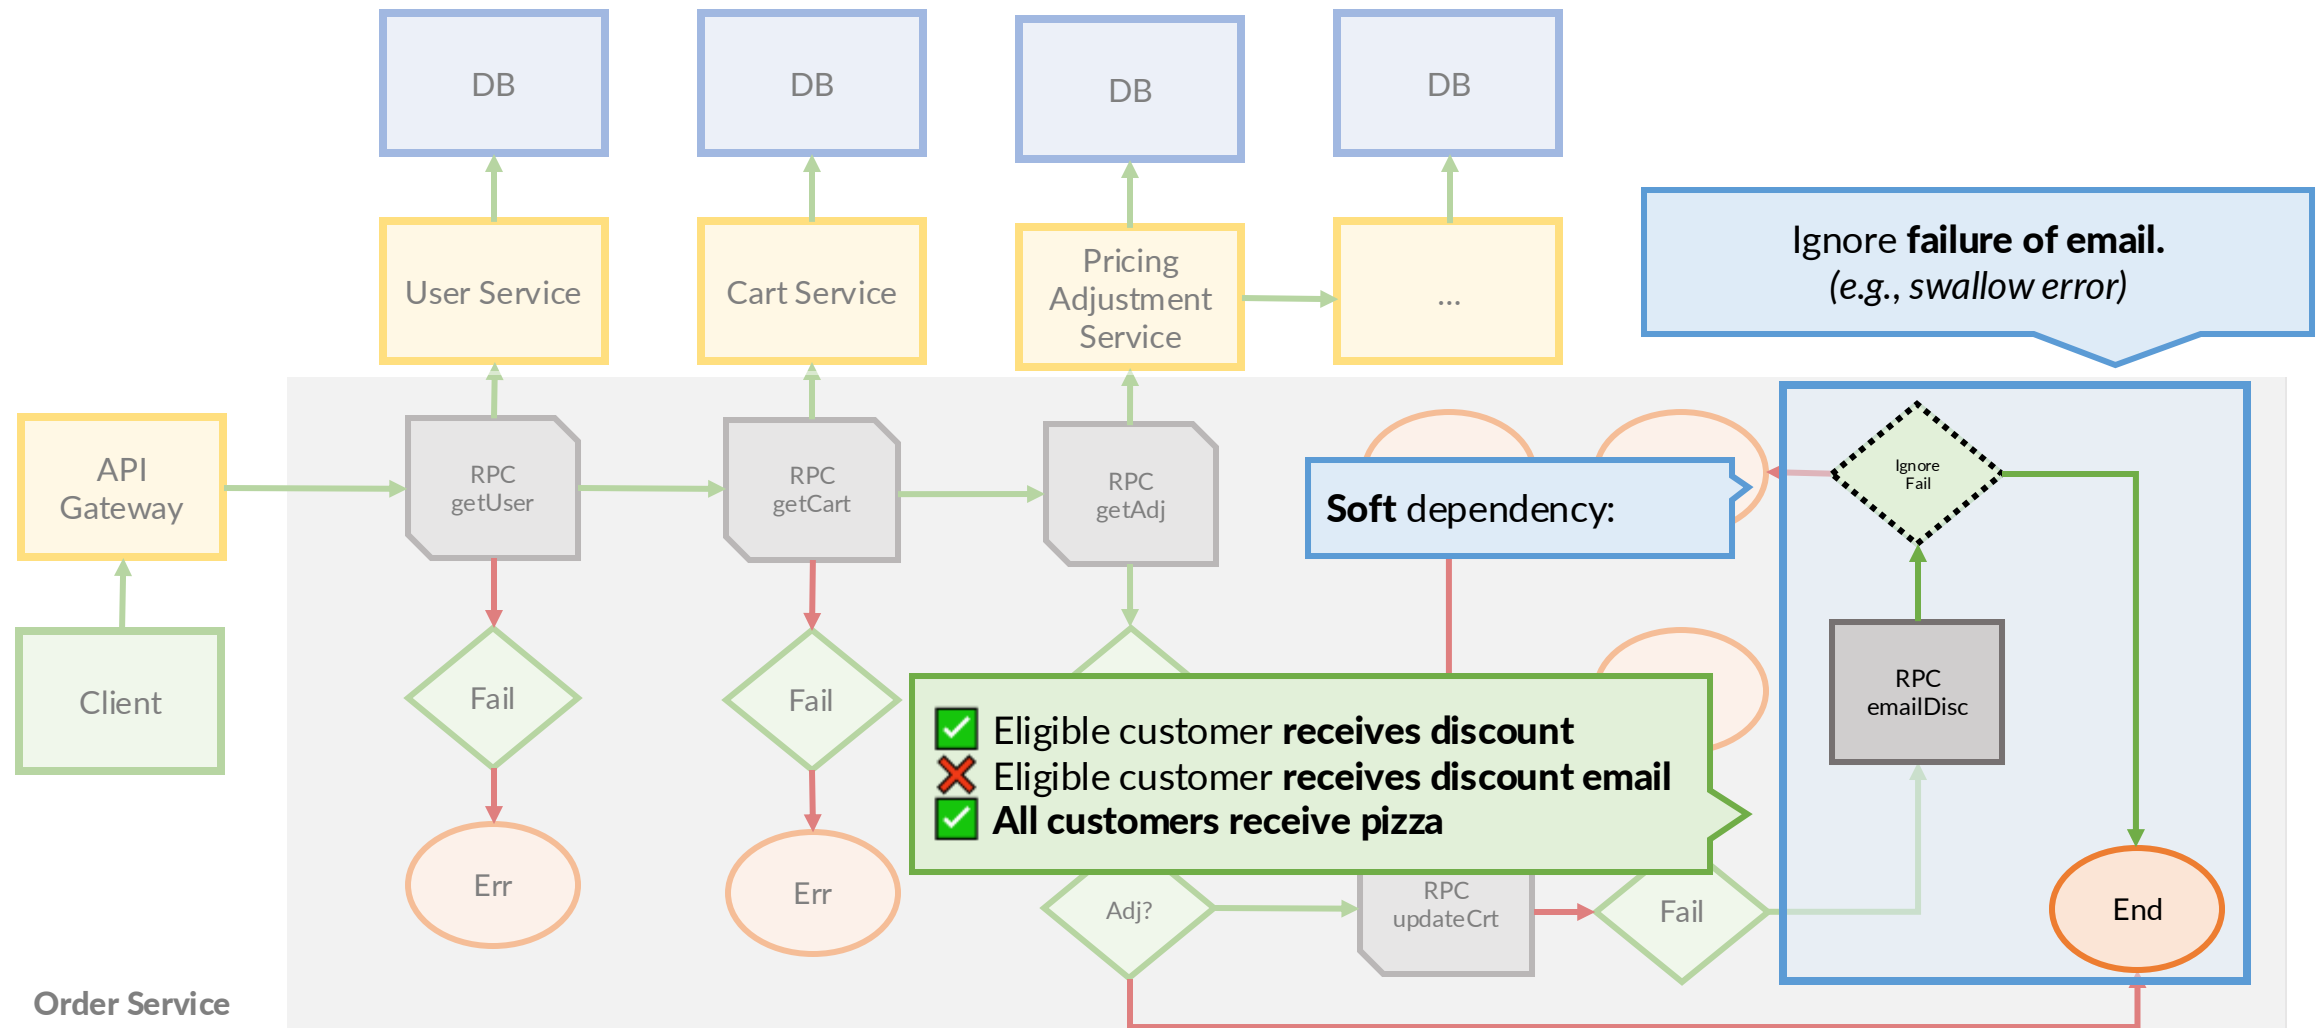 DB
DB
DB
DB
User Service
Cart Service
Pricing
Adjustment
Service
...
Ignore failure of email.
(e.g., swallow error)
API
Gateway
RPC
getUser
RPC
getCart
RPC
getAdj
Soft dependency:
Ignore
Fail
Client
Fail
Fail
RPC
emailDisc
Eligible customer receives discount
Eligible customer receives discount email
All customers receive pizza
Err
Err
Adj?
RPC
updateCrt
Fail
End
Order Service